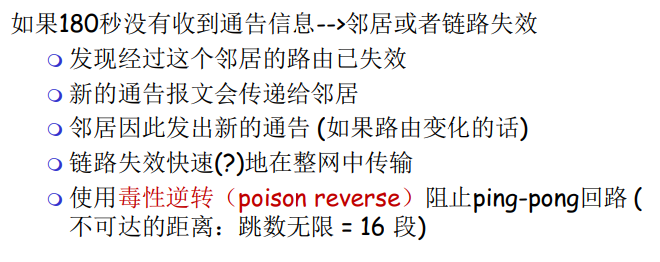 如果180秒没有收到通告信息-->邻居或者链路失效
发现经过这个邻居的路由已失效
新的通告报文会传递给邻居
邻居因此发出新的通告 (如果路由变化的话)
链路失效快速(?)地在整网中传输
使用毒性逆转（poison reverse）阻止ping-pong回路 (
不可达的距离：跳数无限 = 16 段)